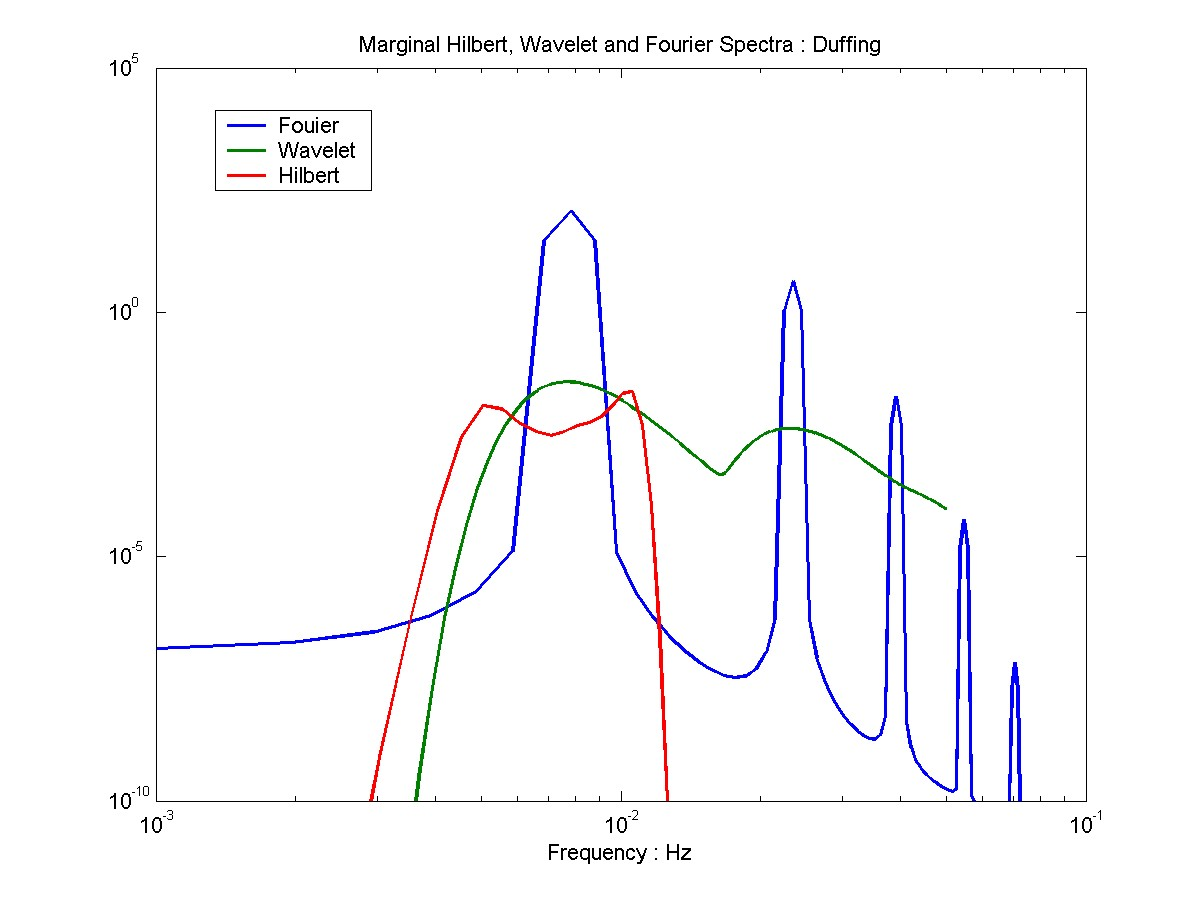 Marginal Hilbert, Wavelet and Fourier Spectra : Duffing
10^5
Fouier
Wavelet
Hilbert
10^0
10^-5
10^-10
10^-3 10^-2 10^-1
Frequency : Hz